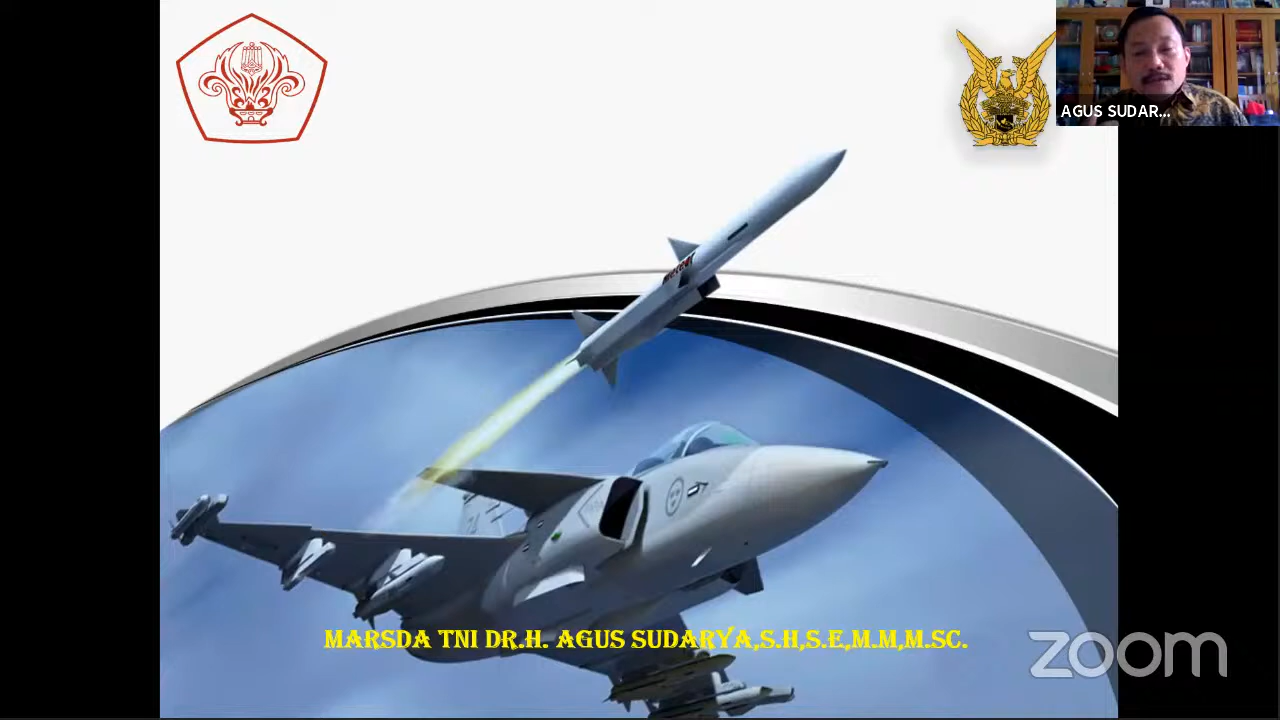 AGUS SUDAR...
MARSDA TNI DR.H. AGUS SUDARYA,S.H,S.E,M.M,M.SC.
zoom